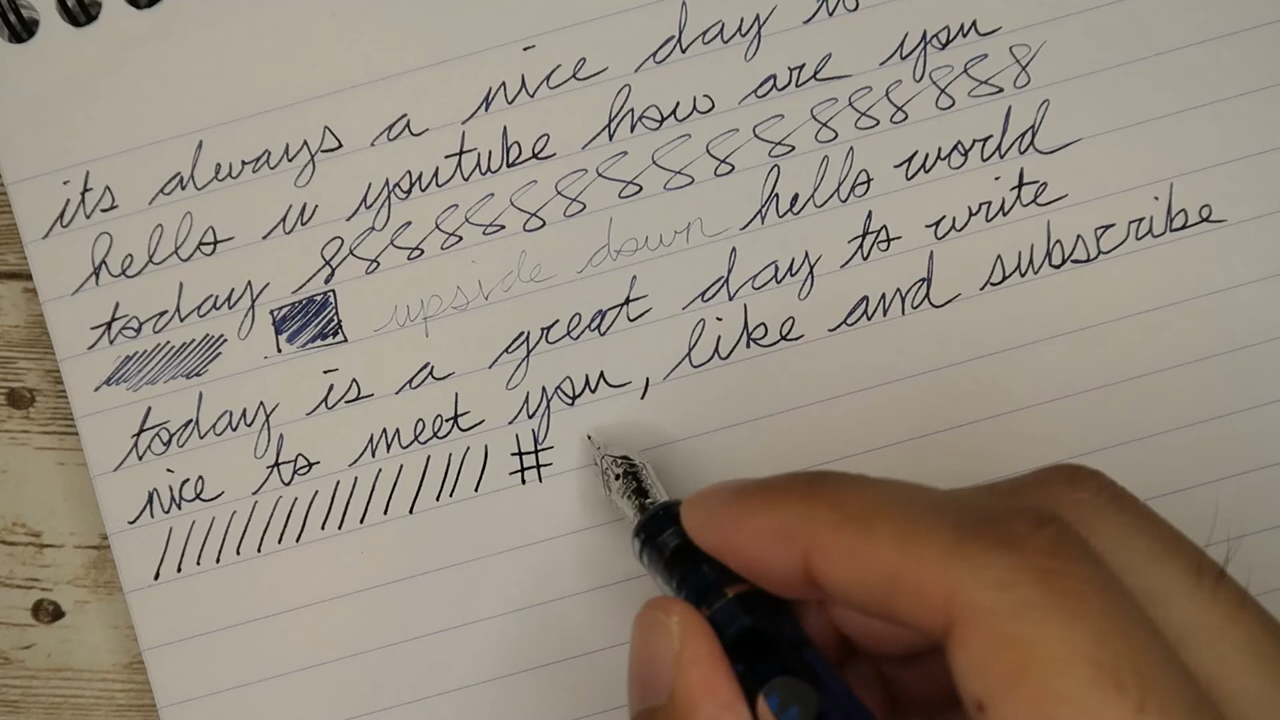 its always a nice day to
hello u youtube how are you
today 88888888888888888
upside down hello world
today is a great day to write
nice to meet you, like and subscribe
//////////////// #